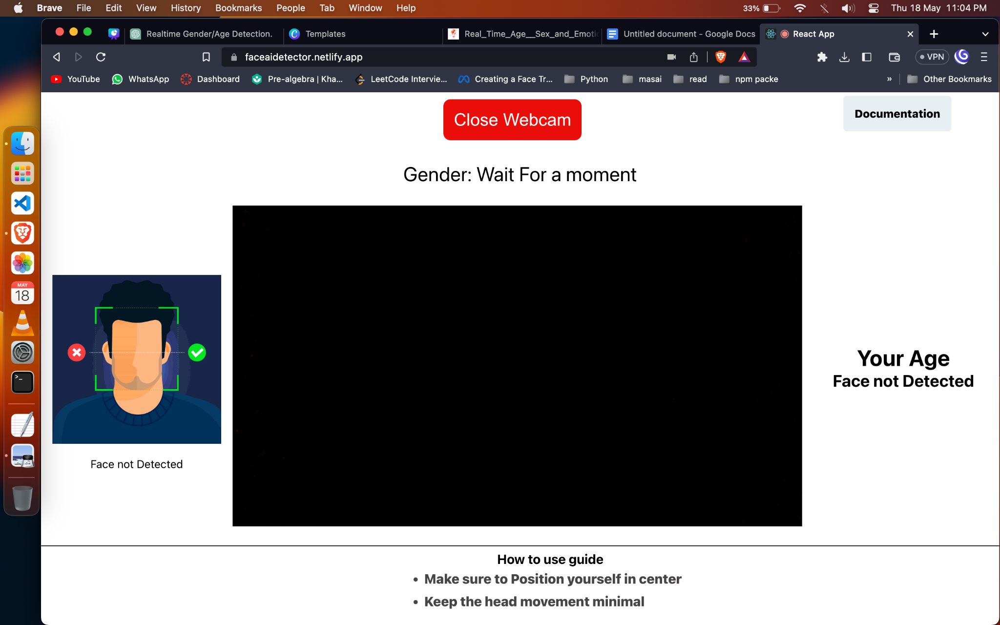 Brave File Edit View History Bookmarks People Tab Window Help 33% Thu 18 May 11:04 PM
Realtime Gender/Age Detection. Templates Real_Time_Age__Sex_and_Emoti Untitled document - Google Docs React App
faceaidetector.netlify.app VPN
YouTube WhatsApp Dashboard Pre-algebra | Kha... LeetCode Intervie... Creating a Face Tr... Python masai read npm packe » Other Bookmarks
Close Webcam
Documentation
Gender: Wait For a moment
MAY
18
>_
Your Age
Face not Detected
Face not Detected
How to use guide
• Make sure to Position yourself in center
• Keep the head movement minimal